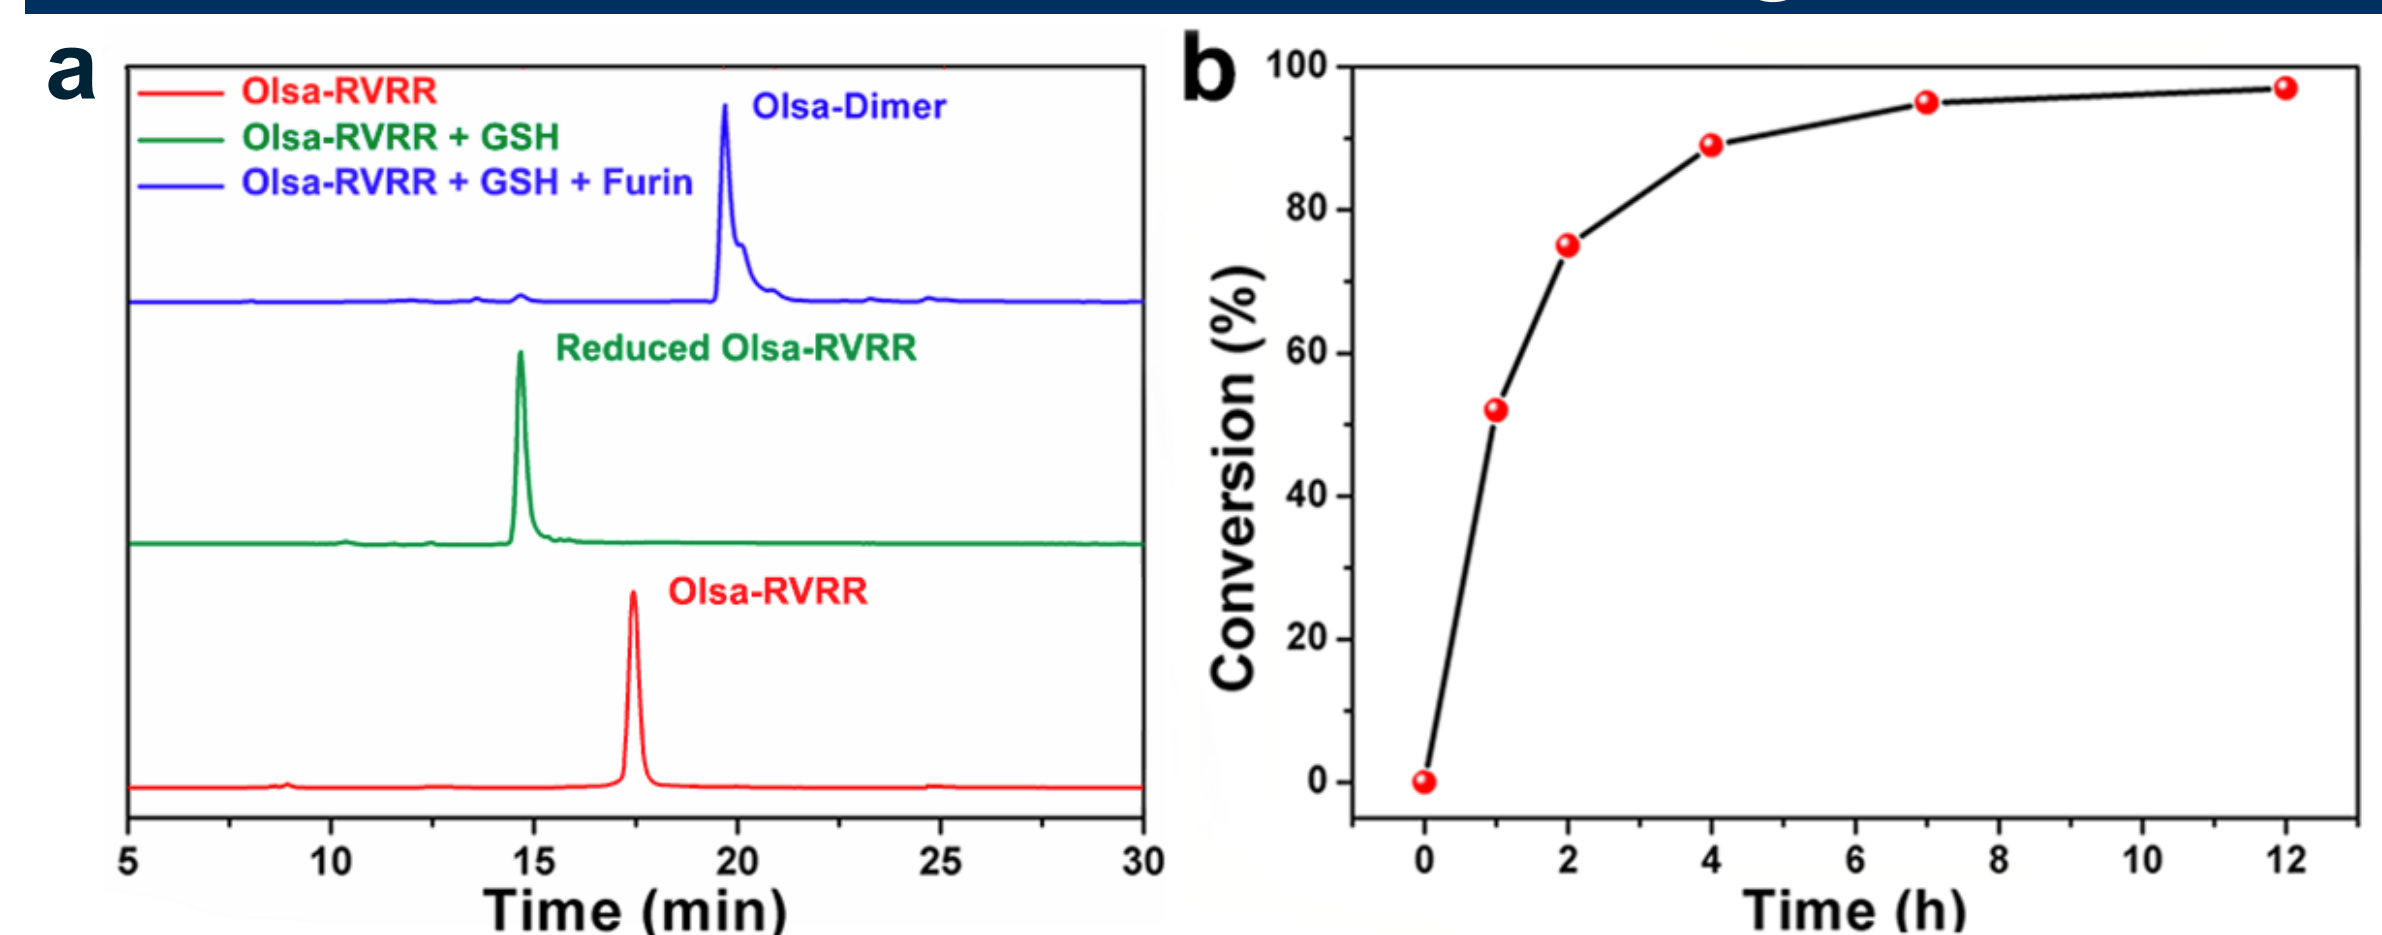 a
Olsa-RVRR
Olsa-RVRR + GSH
Olsa-RVRR + GSH + Furin
Olsa-Dimer
Reduced Olsa-RVRR
Olsa-RVRR
5 10 15 20 25 30
Time (min)
b
100
80
60
40
20
0
Conversion (%)
0 2 4 6 8 10 12
Time (h)